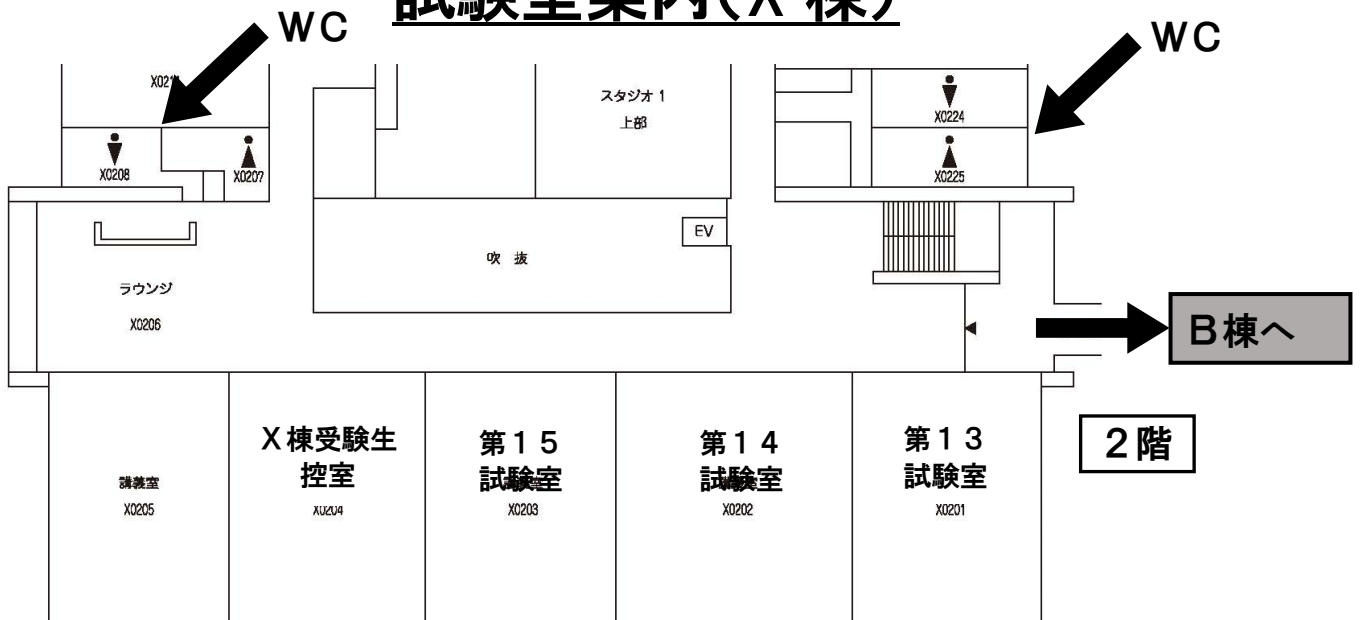 試験室案内(X棟)
WC
WC
スタジオ1
上部
X0224
X0208
X0207
X0225
EV
吹 抜
ラウンジ
X0206
B棟へ
X棟受験生
控室
第15
試験室
第14
試験室
第13
試験室
2階
講義室
X0205
X0204
X0203
X0202
X0201